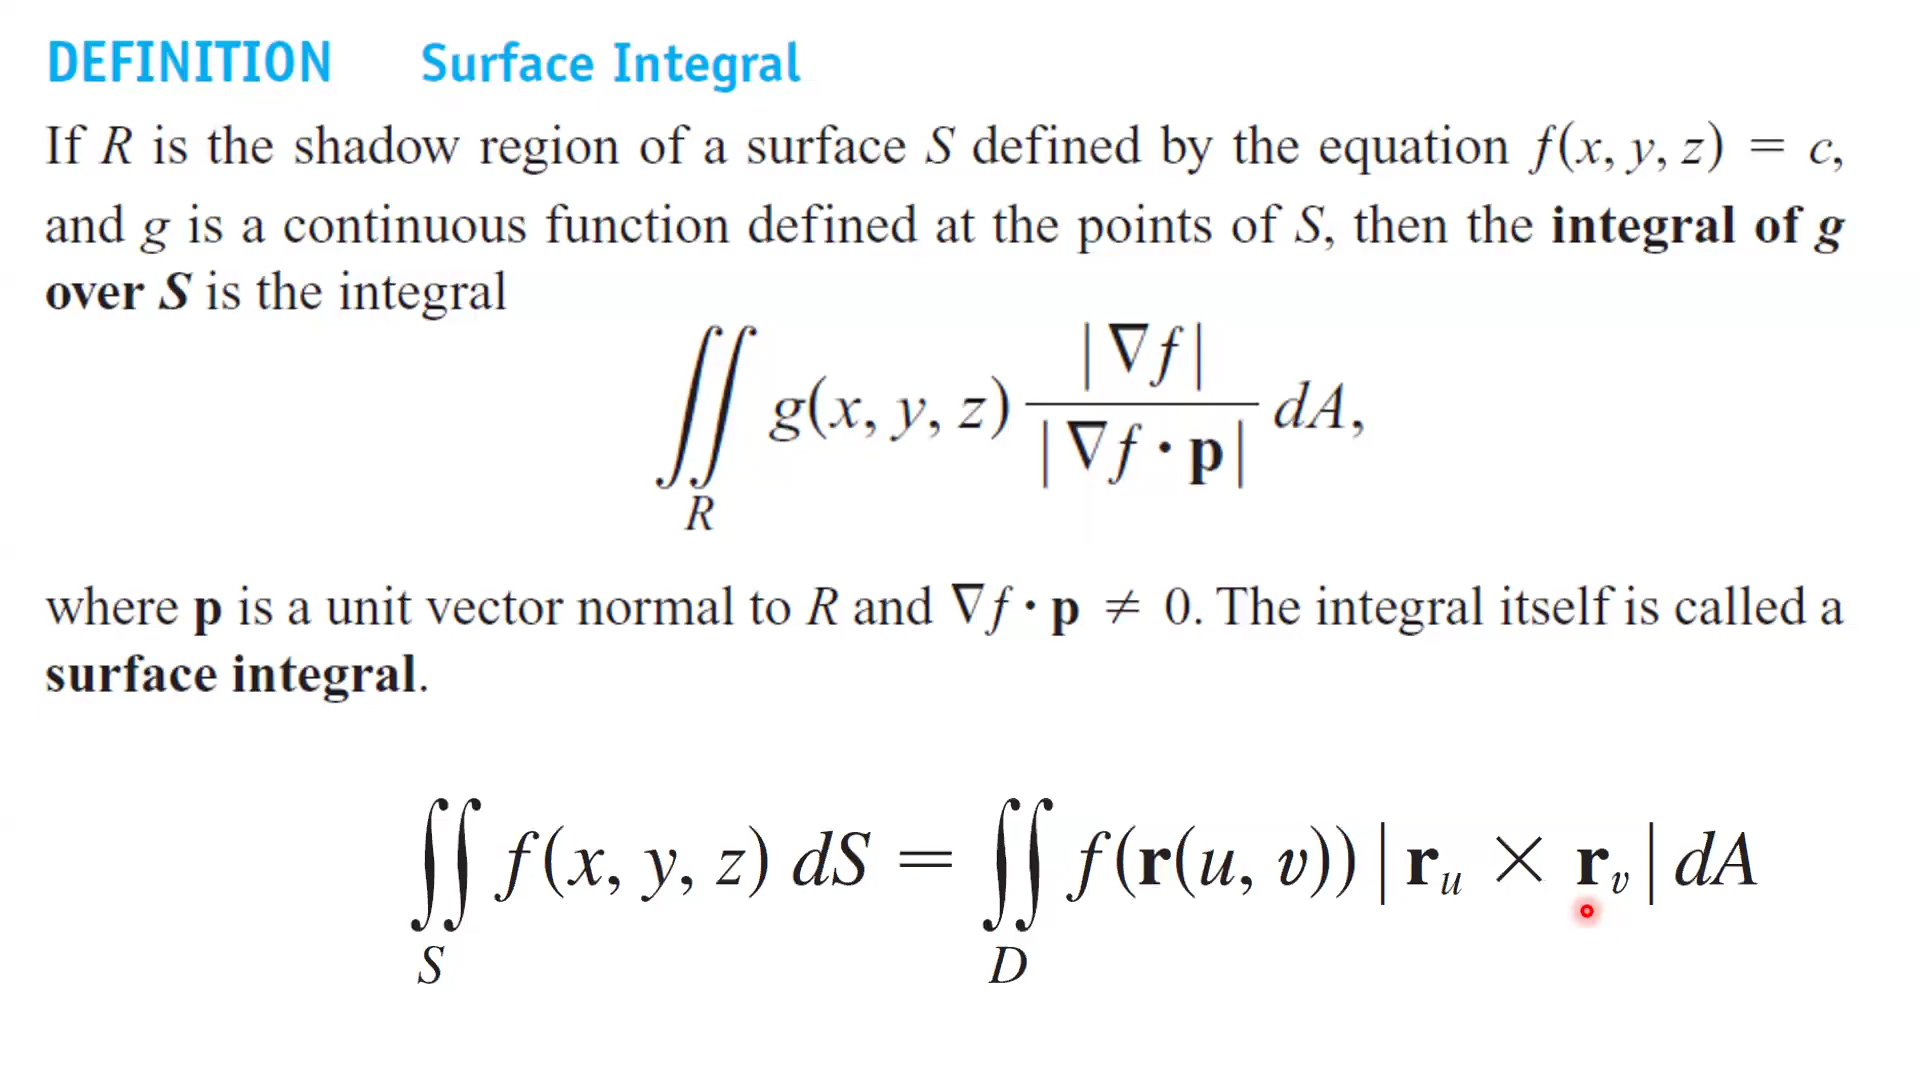 DEFINITION Surface Integral
If R is the shadow region of a surface S defined by the equation f(x, y, z) = c,
and g is a continuous function defined at the points of S, then the integral of g
over S is the integral
∬_R g(x, y, z) |∇f| / |∇f · p| dA,
where p is a unit vector normal to R and ∇f · p ≠ 0. The integral itself is called a
surface integral.
∬_S f(x, y, z) dS = ∬_D f(r(u, v)) |r_u × r_v| dA